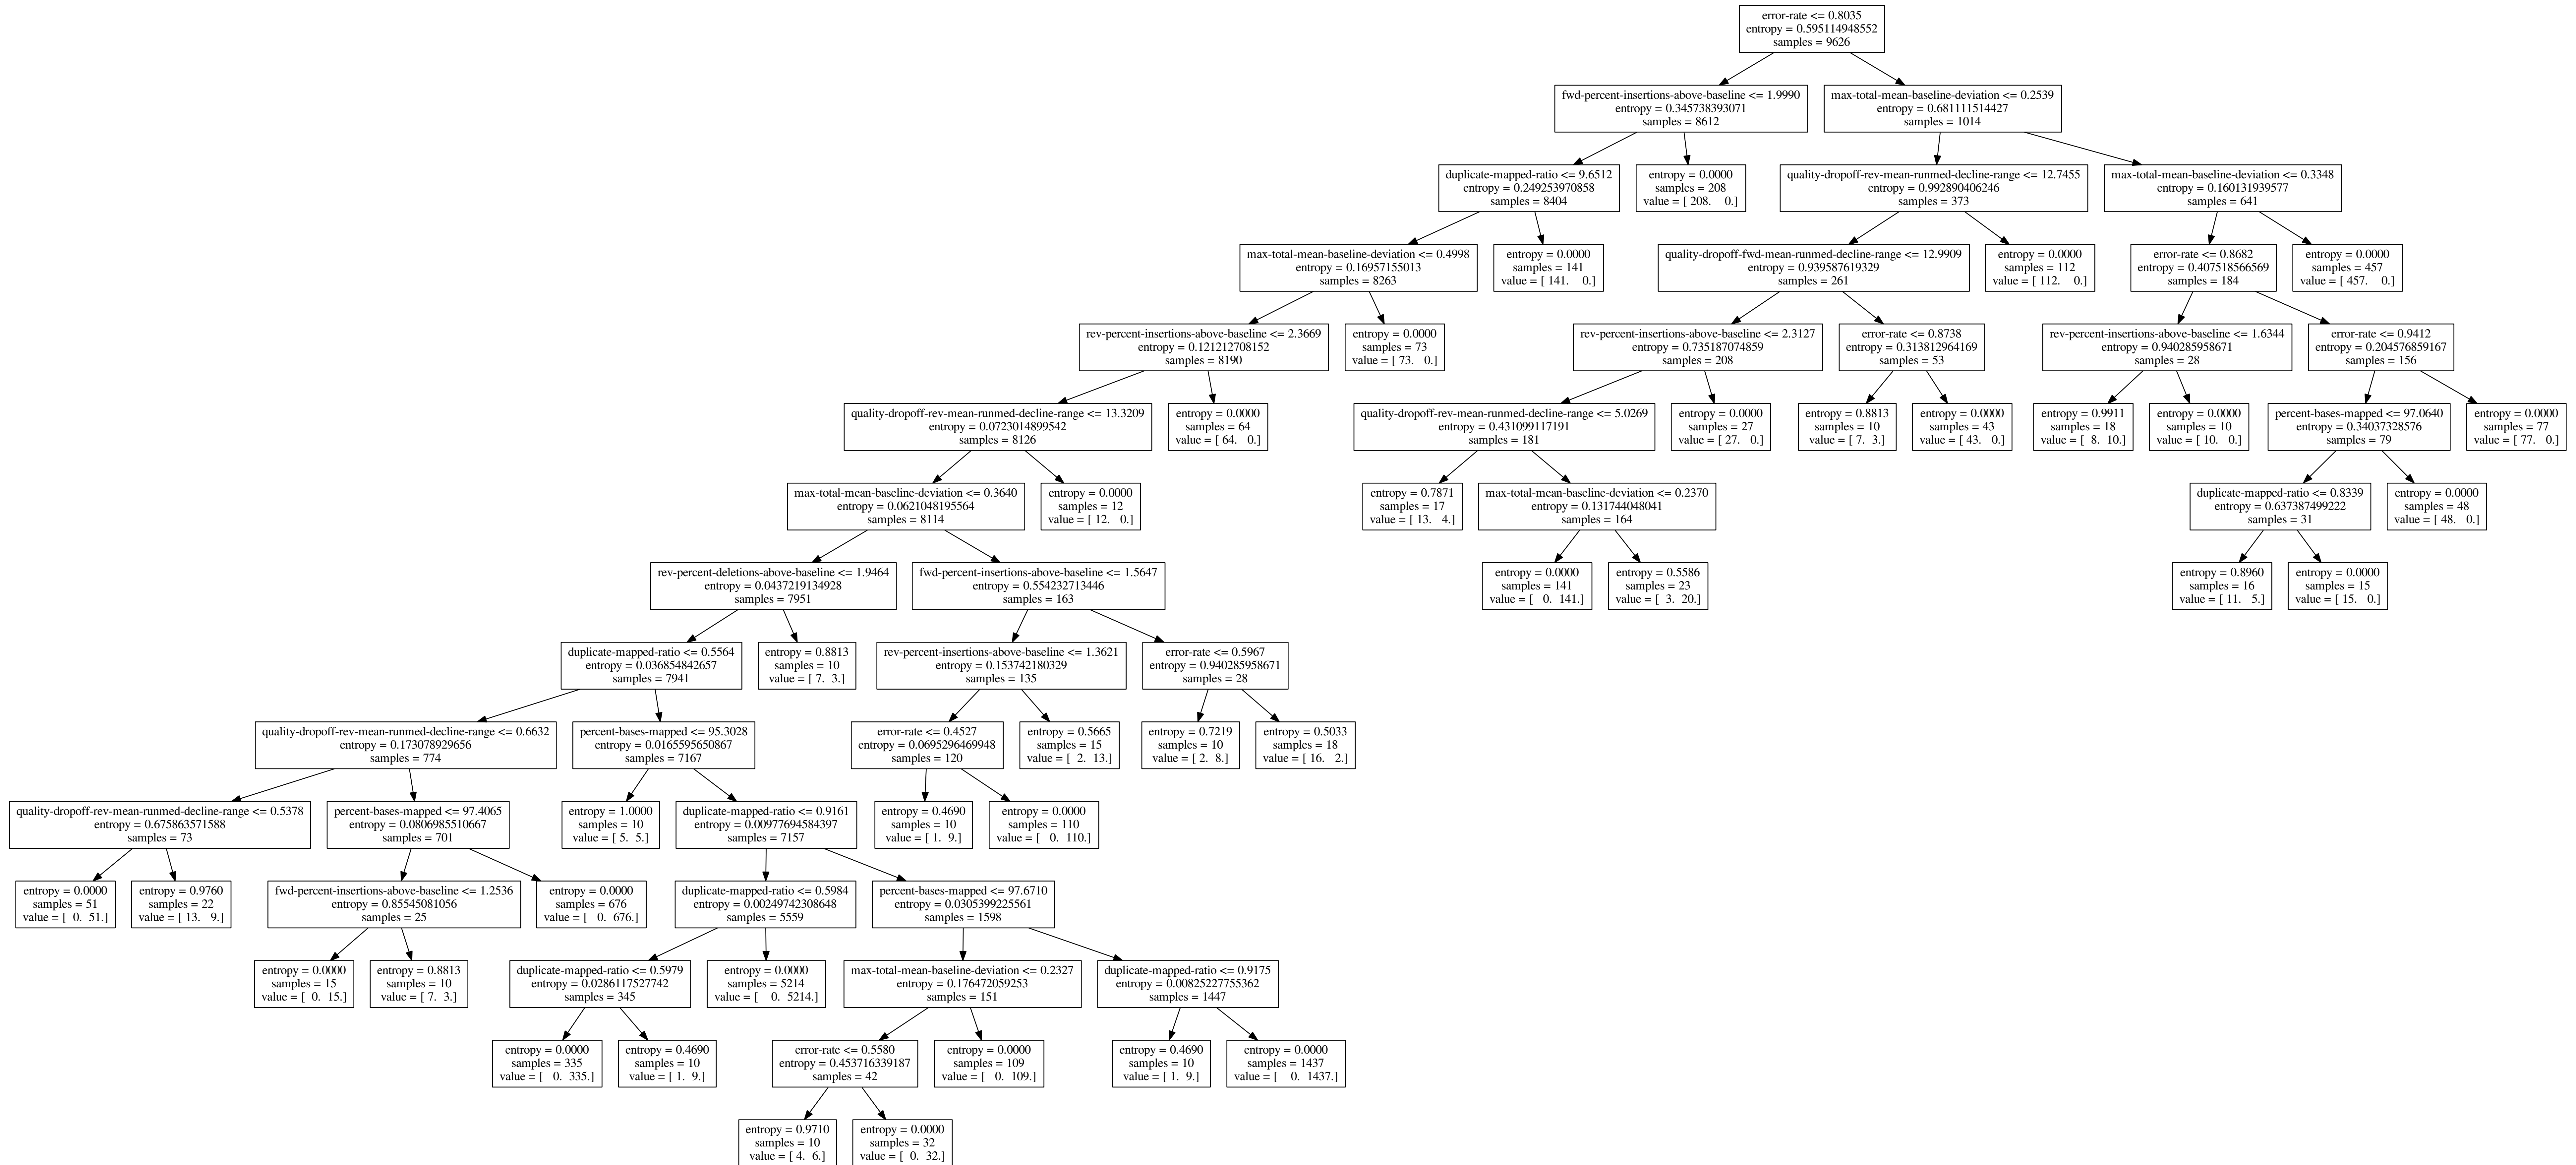 error-rate <= 0.8035
entropy = 0.595114948552
samples = 9626
fwd-percent-insertions-above-baseline <= 1.9990
entropy = 0.345738393071
samples = 8612
max-total-mean-baseline-deviation <= 0.2539
entropy = 0.681111514427
samples = 1014
duplicate-mapped-ratio <= 9.6512
entropy = 0.249253970858
samples = 8404
entropy = 0.0000
samples = 208
value = [ 208. 0.]
quality-dropoff-rev-mean-runmed-decline-range <= 12.7455
entropy = 0.992890406246
samples = 373
max-total-mean-baseline-deviation <= 0.3348
entropy = 0.160131939577
samples = 641
max-total-mean-baseline-deviation <= 0.4998
entropy = 0.16957155013
samples = 8263
entropy = 0.0000
samples = 141
value = [ 141. 0.]
quality-dropoff-fwd-mean-runmed-decline-range <= 12.9909
entropy = 0.939587619329
samples = 261
entropy = 0.0000
samples = 112
value = [ 112. 0.]
error-rate <= 0.8682
entropy = 0.407518566569
samples = 184
entropy = 0.0000
samples = 457
value = [ 457. 0.]
rev-percent-insertions-above-baseline <= 2.3669
entropy = 0.121212708152
samples = 8190
entropy = 0.0000
samples = 73
value = [ 73. 0.]
rev-percent-insertions-above-baseline <= 2.3127
entropy = 0.735187074859
samples = 208
error-rate <= 0.8738
entropy = 0.313812964169
samples = 53
rev-percent-insertions-above-baseline <= 1.6344
entropy = 0.940285958671
samples = 28
error-rate <= 0.9412
entropy = 0.204576859167
samples = 156
quality-dropoff-rev-mean-runmed-decline-range <= 13.3209
entropy = 0.0723014899542
samples = 8126
entropy = 0.0000
samples = 64
value = [ 64. 0.]
quality-dropoff-rev-mean-runmed-decline-range <= 5.0269
entropy = 0.431099117191
samples = 181
entropy = 0.0000
samples = 27
value = [ 27. 0.]
entropy = 0.8813
samples = 10
value = [ 7. 3.]
entropy = 0.0000
samples = 43
value = [ 43. 0.]
entropy = 0.9911
samples = 18
value = [ 8. 10.]
entropy = 0.0000
samples = 10
value = [ 10. 0.]
percent-bases-mapped <= 97.0640
entropy = 0.34037328576
samples = 79
entropy = 0.0000
samples = 77
value = [ 77. 0.]
max-total-mean-baseline-deviation <= 0.3640
entropy = 0.0621048195564
samples = 8114
entropy = 0.0000
samples = 12
value = [ 12. 0.]
entropy = 0.7871
samples = 17
value = [ 13. 4.]
max-total-mean-baseline-deviation <= 0.2370
entropy = 0.131744048041
samples = 164
duplicate-mapped-ratio <= 0.8339
entropy = 0.637387499222
samples = 31
entropy = 0.0000
samples = 48
value = [ 48. 0.]
rev-percent-deletions-above-baseline <= 1.9464
entropy = 0.0437219134928
samples = 7951
fwd-percent-insertions-above-baseline <= 1.5647
entropy = 0.554232713446
samples = 163
entropy = 0.0000
samples = 141
value = [ 0. 141.]
entropy = 0.5586
samples = 23
value = [ 3. 20.]
entropy = 0.8960
samples = 16
value = [ 11. 5.]
entropy = 0.0000
samples = 15
value = [ 15. 0.]
duplicate-mapped-ratio <= 0.5564
entropy = 0.036854842657
samples = 7941
entropy = 0.8813
samples = 10
value = [ 7. 3.]
rev-percent-insertions-above-baseline <= 1.3621
entropy = 0.153742180329
samples = 135
error-rate <= 0.5967
entropy = 0.940285958671
samples = 28
quality-dropoff-rev-mean-runmed-decline-range <= 0.6632
entropy = 0.173078929656
samples = 774
percent-bases-mapped <= 95.3028
entropy = 0.0165595650867
samples = 7167
error-rate <= 0.4527
entropy = 0.0695296469948
samples = 120
entropy = 0.5665
samples = 15
value = [ 2. 13.]
entropy = 0.7219
samples = 10
value = [ 2. 8.]
entropy = 0.5033
samples = 18
value = [ 16. 2.]
quality-dropoff-rev-mean-runmed-decline-range <= 0.5378
entropy = 0.675863571588
samples = 73
percent-bases-mapped <= 97.4065
entropy = 0.0806985510667
samples = 701
entropy = 1.0000
samples = 10
value = [ 5. 5.]
duplicate-mapped-ratio <= 0.9161
entropy = 0.00977694584397
samples = 7157
entropy = 0.4690
samples = 10
value = [ 1. 9.]
entropy = 0.0000
samples = 110
value = [ 0. 110.]
entropy = 0.0000
samples = 51
value = [ 0. 51.]
entropy = 0.9760
samples = 22
value = [ 13. 9.]
fwd-percent-insertions-above-baseline <= 1.2536
entropy = 0.85545081056
samples = 25
entropy = 0.0000
samples = 676
value = [ 0. 676.]
duplicate-mapped-ratio <= 0.5984
entropy = 0.00249742308648
samples = 5559
percent-bases-mapped <= 97.6710
entropy = 0.0305399225561
samples = 1598
entropy = 0.0000
samples = 15
value = [ 0. 15.]
entropy = 0.8813
samples = 10
value = [ 7. 3.]
duplicate-mapped-ratio <= 0.5979
entropy = 0.0286117527742
samples = 345
entropy = 0.0000
samples = 5214
value = [ 0. 5214.]
max-total-mean-baseline-deviation <= 0.2327
entropy = 0.176472059253
samples = 151
duplicate-mapped-ratio <= 0.9175
entropy = 0.00825227755362
samples = 1447
entropy = 0.0000
samples = 335
value = [ 0. 335.]
entropy = 0.4690
samples = 10
value = [ 1. 9.]
error-rate <= 0.5580
entropy = 0.453716339187
samples = 42
entropy = 0.0000
samples = 109
value = [ 0. 109.]
entropy = 0.4690
samples = 10
value = [ 1. 9.]
entropy = 0.0000
samples = 1437
value = [ 0. 1437.]
entropy = 0.9710
samples = 10
value = [ 4. 6.]
entropy = 0.0000
samples = 32
value = [ 0. 32.]